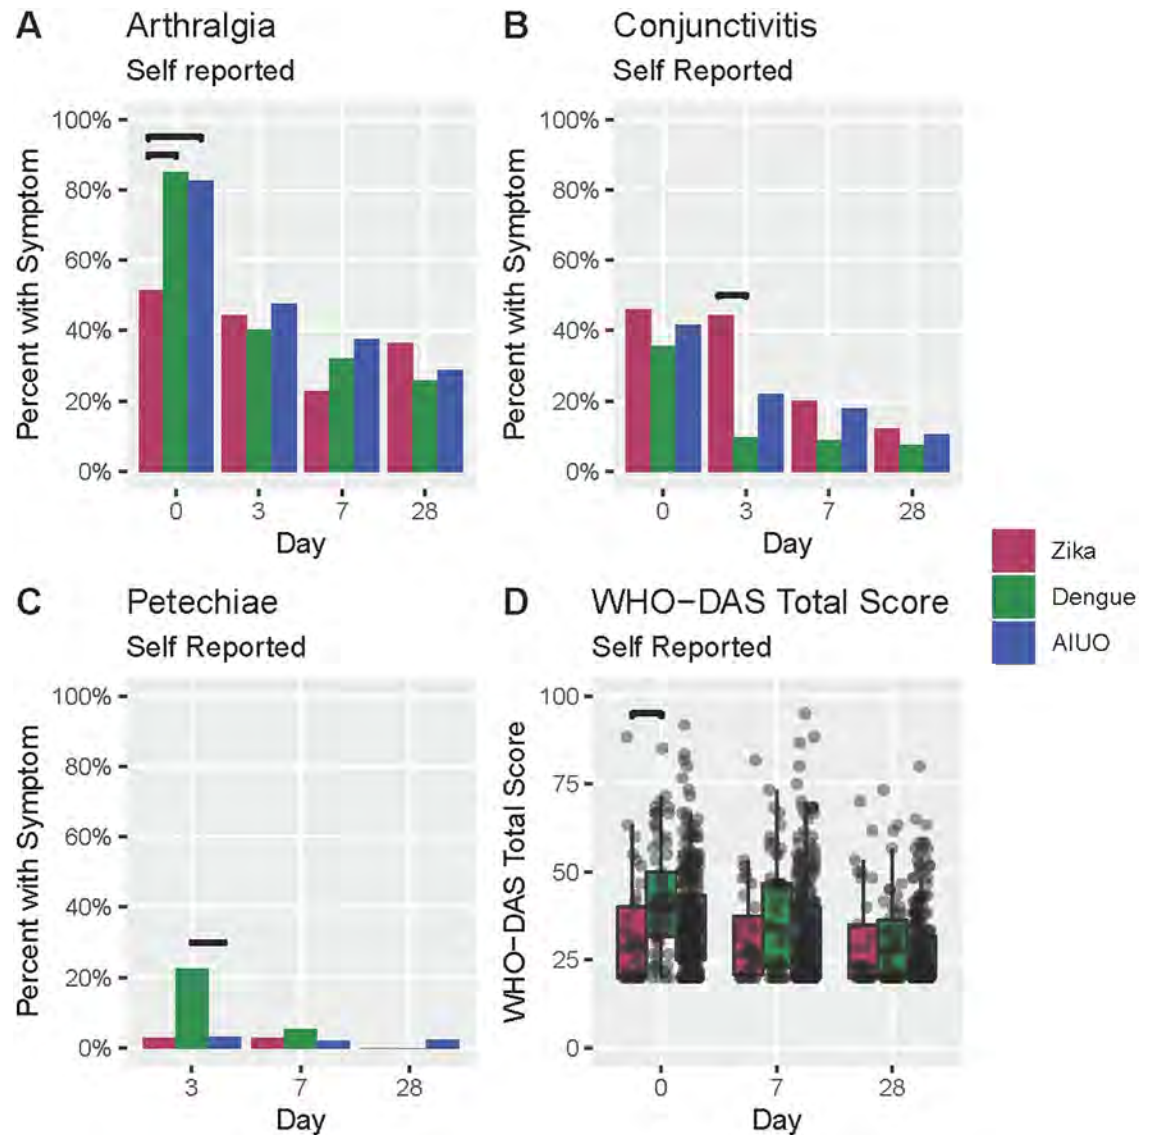 A Arthralgia
Self reported
Percent with Symptom
100%
80%
60%
40%
20%
0%
0 3 7 28
Day
B Conjunctivitis
Self Reported
Percent with Symptom
100%
80%
60%
40%
20%
0%
0 3 7 28
Day
Zika
Dengue
AIUO
C Petechiae
Self Reported
Percent with Symptom
100%
80%
60%
40%
20%
0%
3 7 28
Day
D WHO−DAS Total Score
Self Reported
WHO−DAS Total Score
100
75
50
25
0
0 7 28
Day